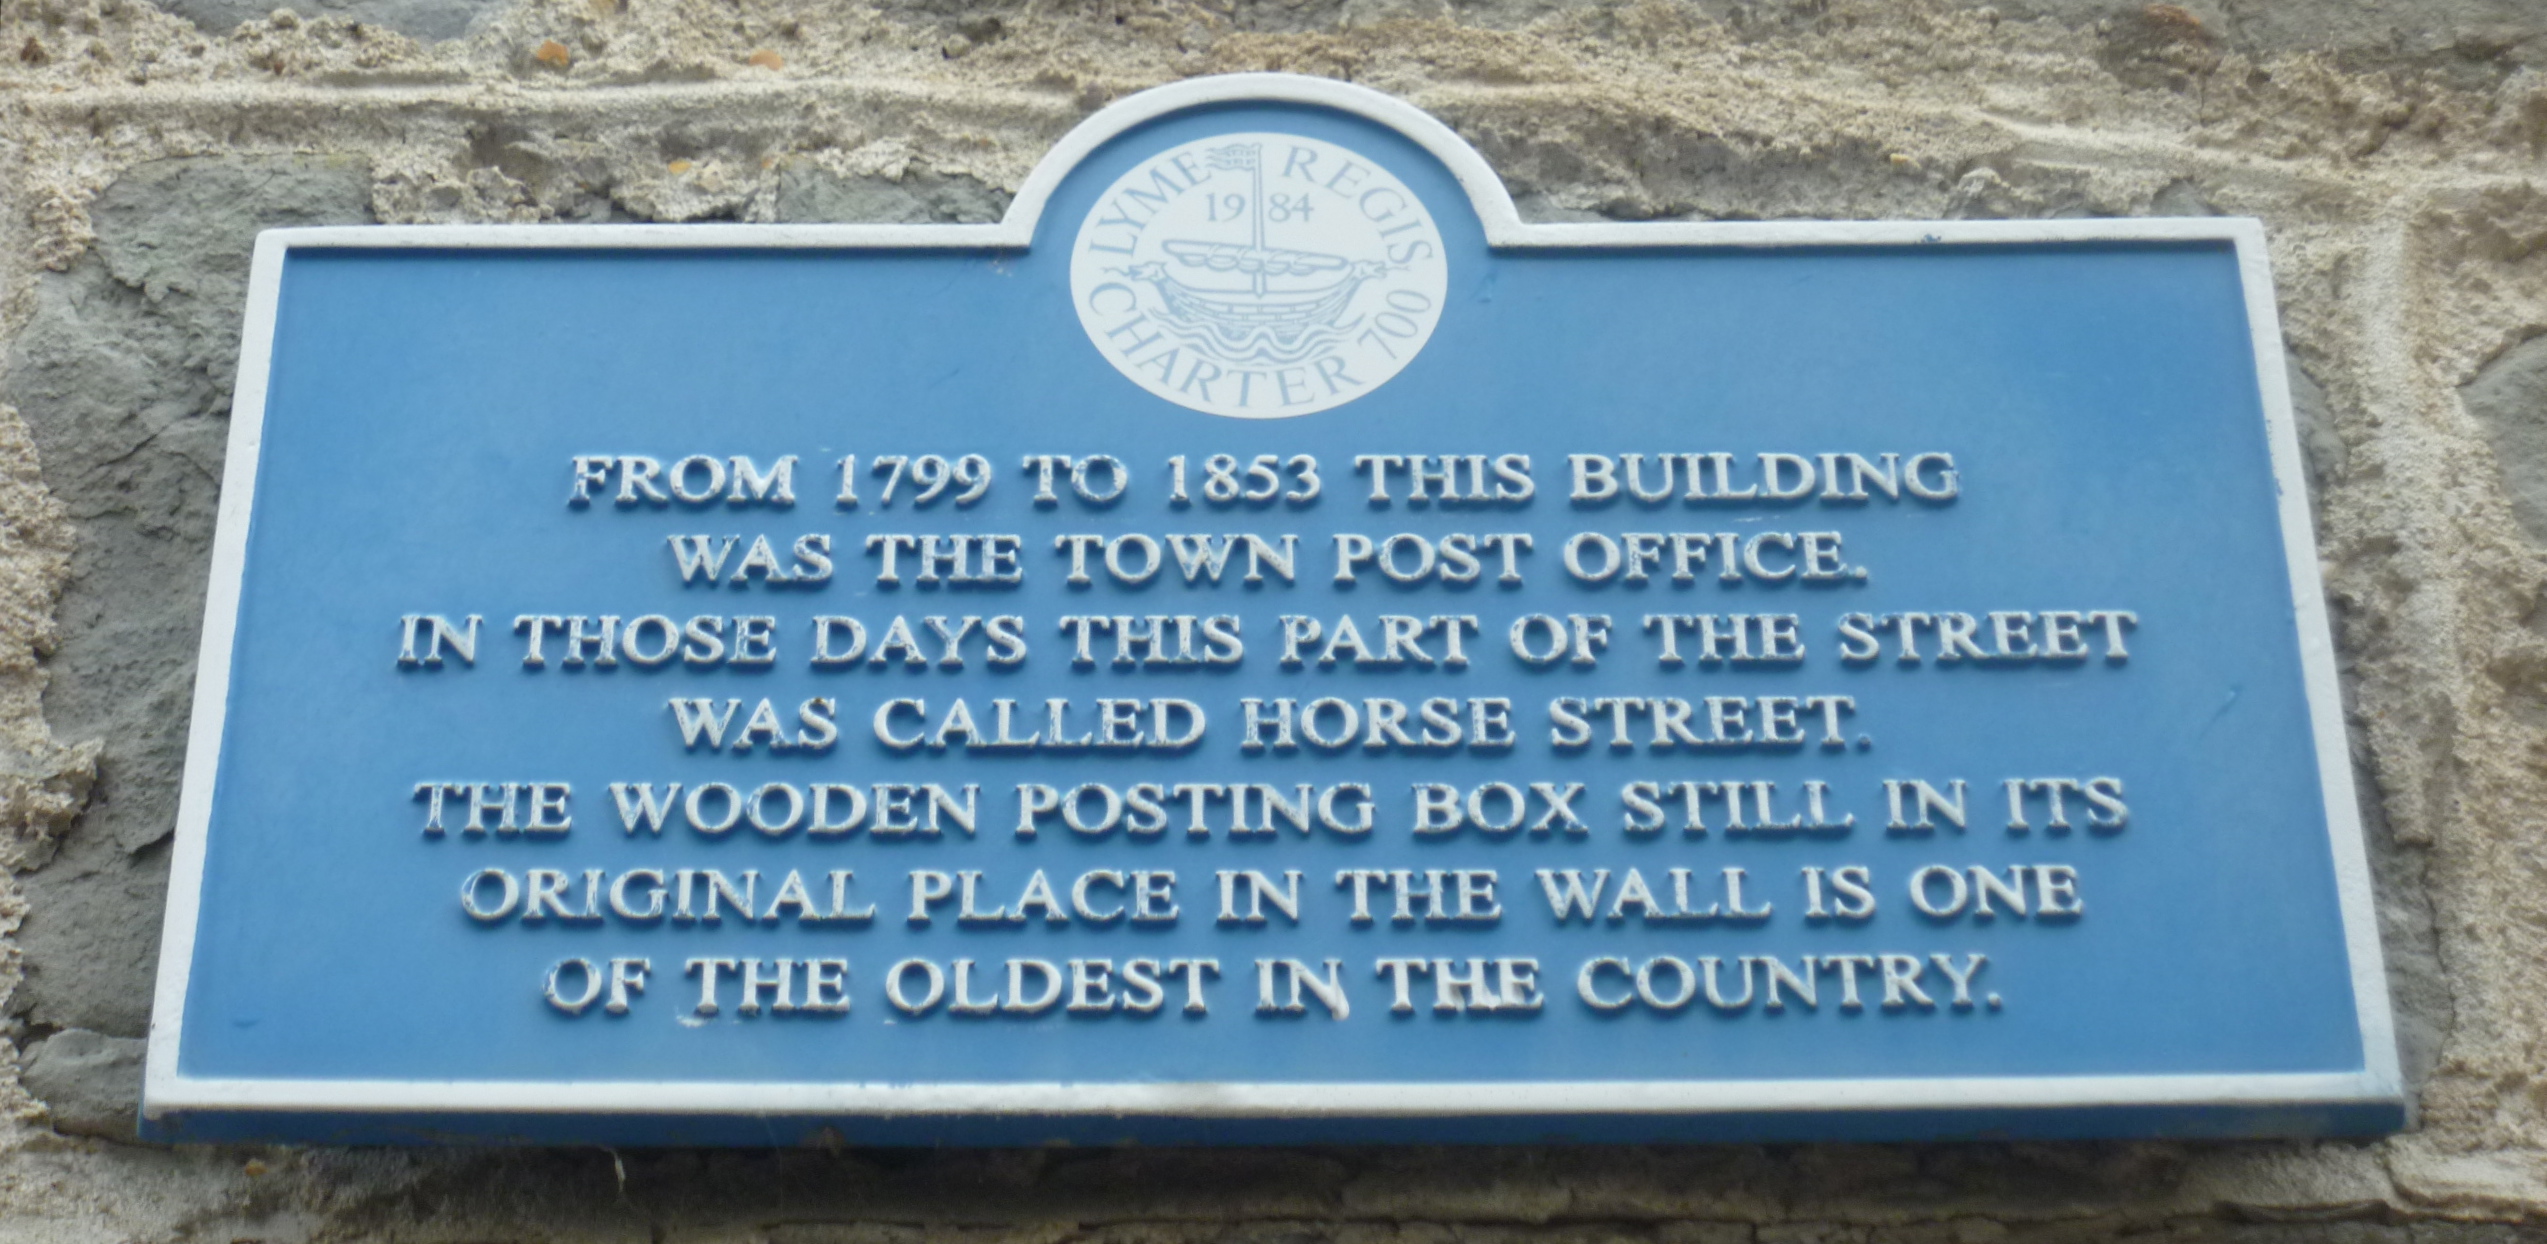 LYME REGIS
1984
CHARTER 700
FROM 1799 TO 1853 THIS BUILDING
WAS THE TOWN POST OFFICE.
IN THOSE DAYS THIS PART OF THE STREET
WAS CALLED HORSE STREET.
THE WOODEN POSTING BOX STILL IN ITS
ORIGINAL PLACE IN THE WALL IS ONE
OF THE OLDEST IN THE COUNTRY.